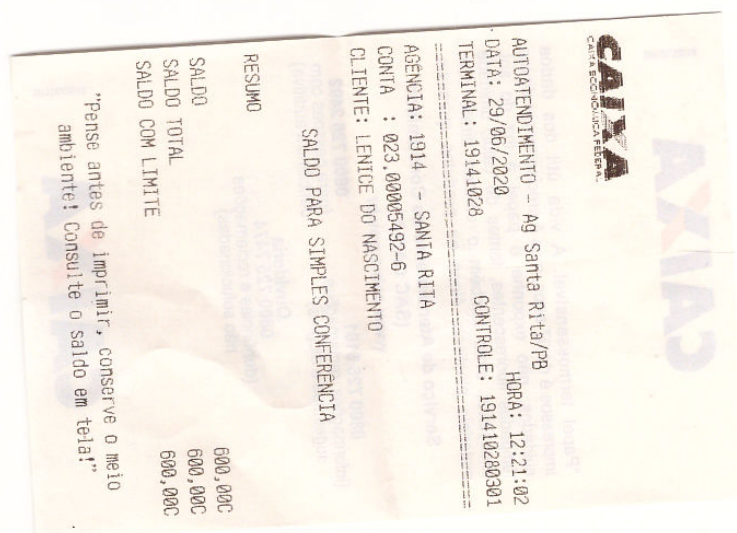 CAIXA
CAIXA ECONÔMICA FEDERAL
AUTOATENDIMENTO - Ag Santa Rita/PB
DATA: 29/06/2020 HORA: 12:21:02
TERMINAL: 19141028 CONTROLE: 191410280301
AGÊNCIA: 1914 - SANTA RITA
CONTA : 023.00005492-6
CLIENTE: LENICE DO NASCIMENTO
SALDO PARA SIMPLES CONFERÊNCIA
RESUMO
SALDO 600,00C
SALDO TOTAL 600,00C
SALDO COM LIMITE 600,00C
"Pense antes de imprimir, conserve o meio
ambiente! Consulte o saldo em tela!"